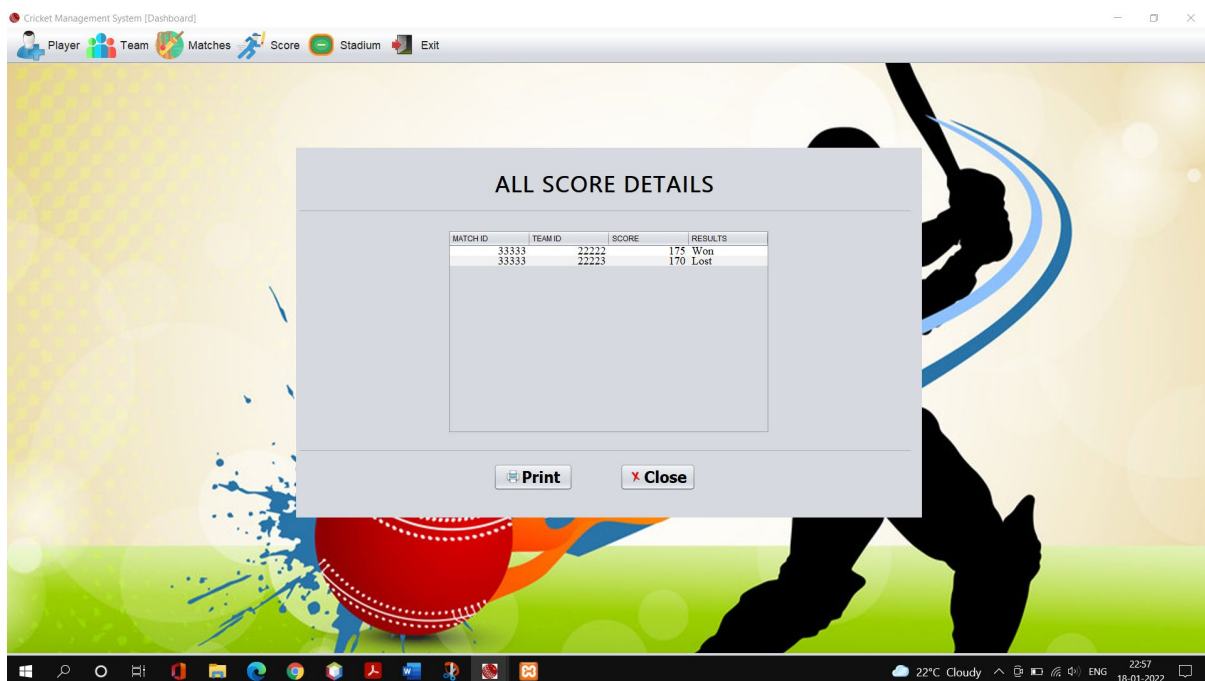 Cricket Management System [Dashboard]
Player Team Matches Score Stadium Exit
ALL SCORE DETAILS
MATCH ID TEAM ID SCORE RESULTS
33333 22222 175 Won
33333 22223 170 Lost
Print Close
22°C Cloudy ENG 22:57
18-01-2022